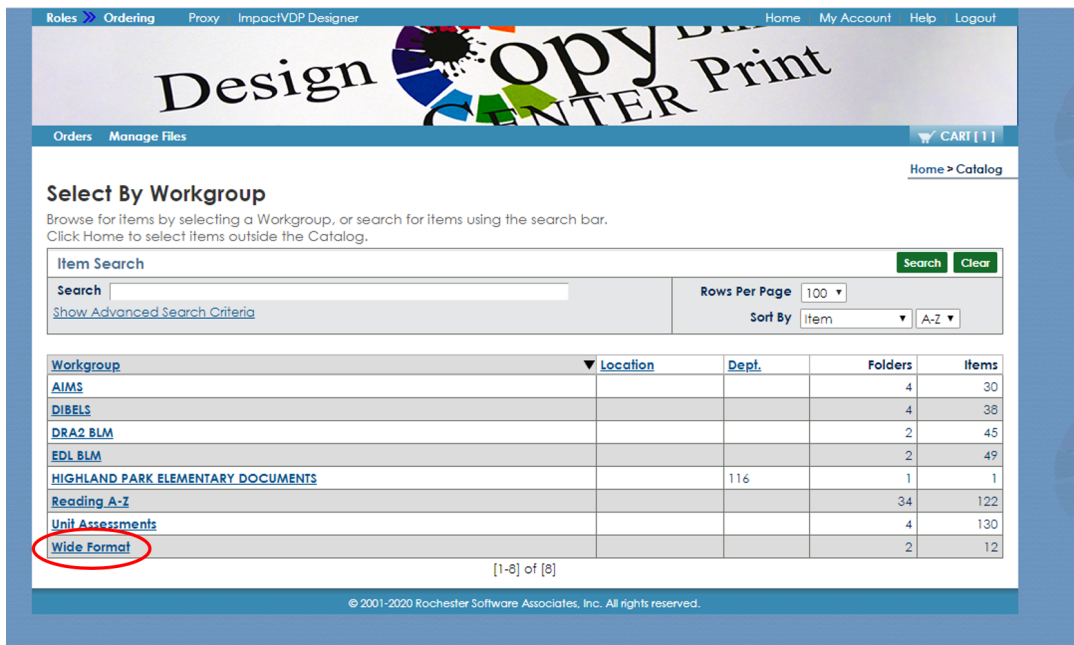 Roles Ordering Proxy ImpactVDP Designer Home My Account Help Logout
Design Copy Print
CENTER
Orders Manage Files CART [ 1 ]
Home > Catalog
Select By Workgroup
Browse for items by selecting a Workgroup, or search for items using the search bar.
Click Home to select items outside the Catalog.
Item Search Search Clear
Search Rows Per Page 100
Show Advanced Search Criteria Sort By Item A-Z
Workgroup Location Dept. Folders Items
AIMS 4 30
DIBELS 4 38
DRA2 BLM 2 45
EDL BLM 2 49
HIGHLAND PARK ELEMENTARY DOCUMENTS 116 1 1
Reading A-Z 34 122
Unit Assessments 4 130
Wide Format 2 12
[1-8] of [8]
© 2001-2020 Rochester Software Associates, Inc. All rights reserved.